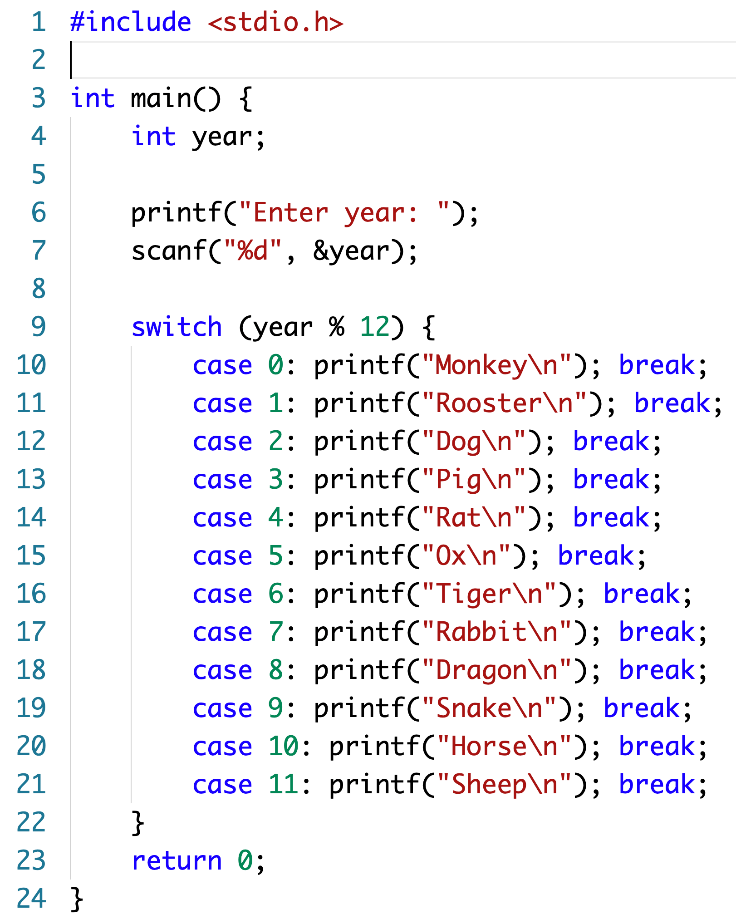 1 #include <stdio.h>
2
3 int main() {
4     int year;
5
6     printf("Enter year: ");
7     scanf("%d", &year);
8
9     switch (year % 12) {
10         case 0: printf("Monkey\n"); break;
11         case 1: printf("Rooster\n"); break;
12         case 2: printf("Dog\n"); break;
13         case 3: printf("Pig\n"); break;
14         case 4: printf("Rat\n"); break;
15         case 5: printf("Ox\n"); break;
16         case 6: printf("Tiger\n"); break;
17         case 7: printf("Rabbit\n"); break;
18         case 8: printf("Dragon\n"); break;
19         case 9: printf("Snake\n"); break;
20         case 10: printf("Horse\n"); break;
21         case 11: printf("Sheep\n"); break;
22     }
23     return 0;
24 }